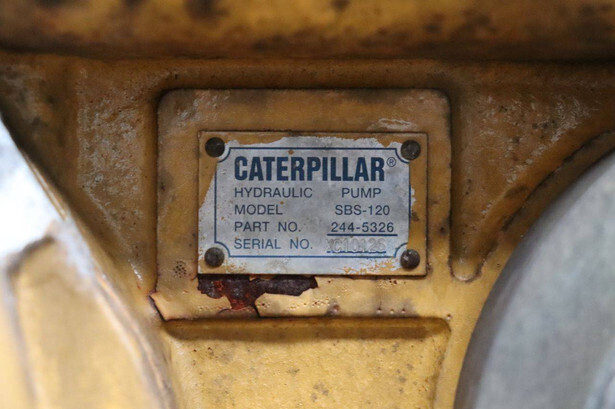 CATERPILLAR®
HYDRAULIC PUMP
MODEL SBS-120
PART NO. 244-5326
SERIAL NO.